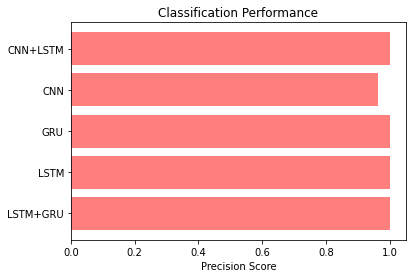 Classification Performance
CNN+LSTM
CNN
GRU
LSTM
LSTM+GRU
0.0 0.2 0.4 0.6 0.8 1.0
Precision Score